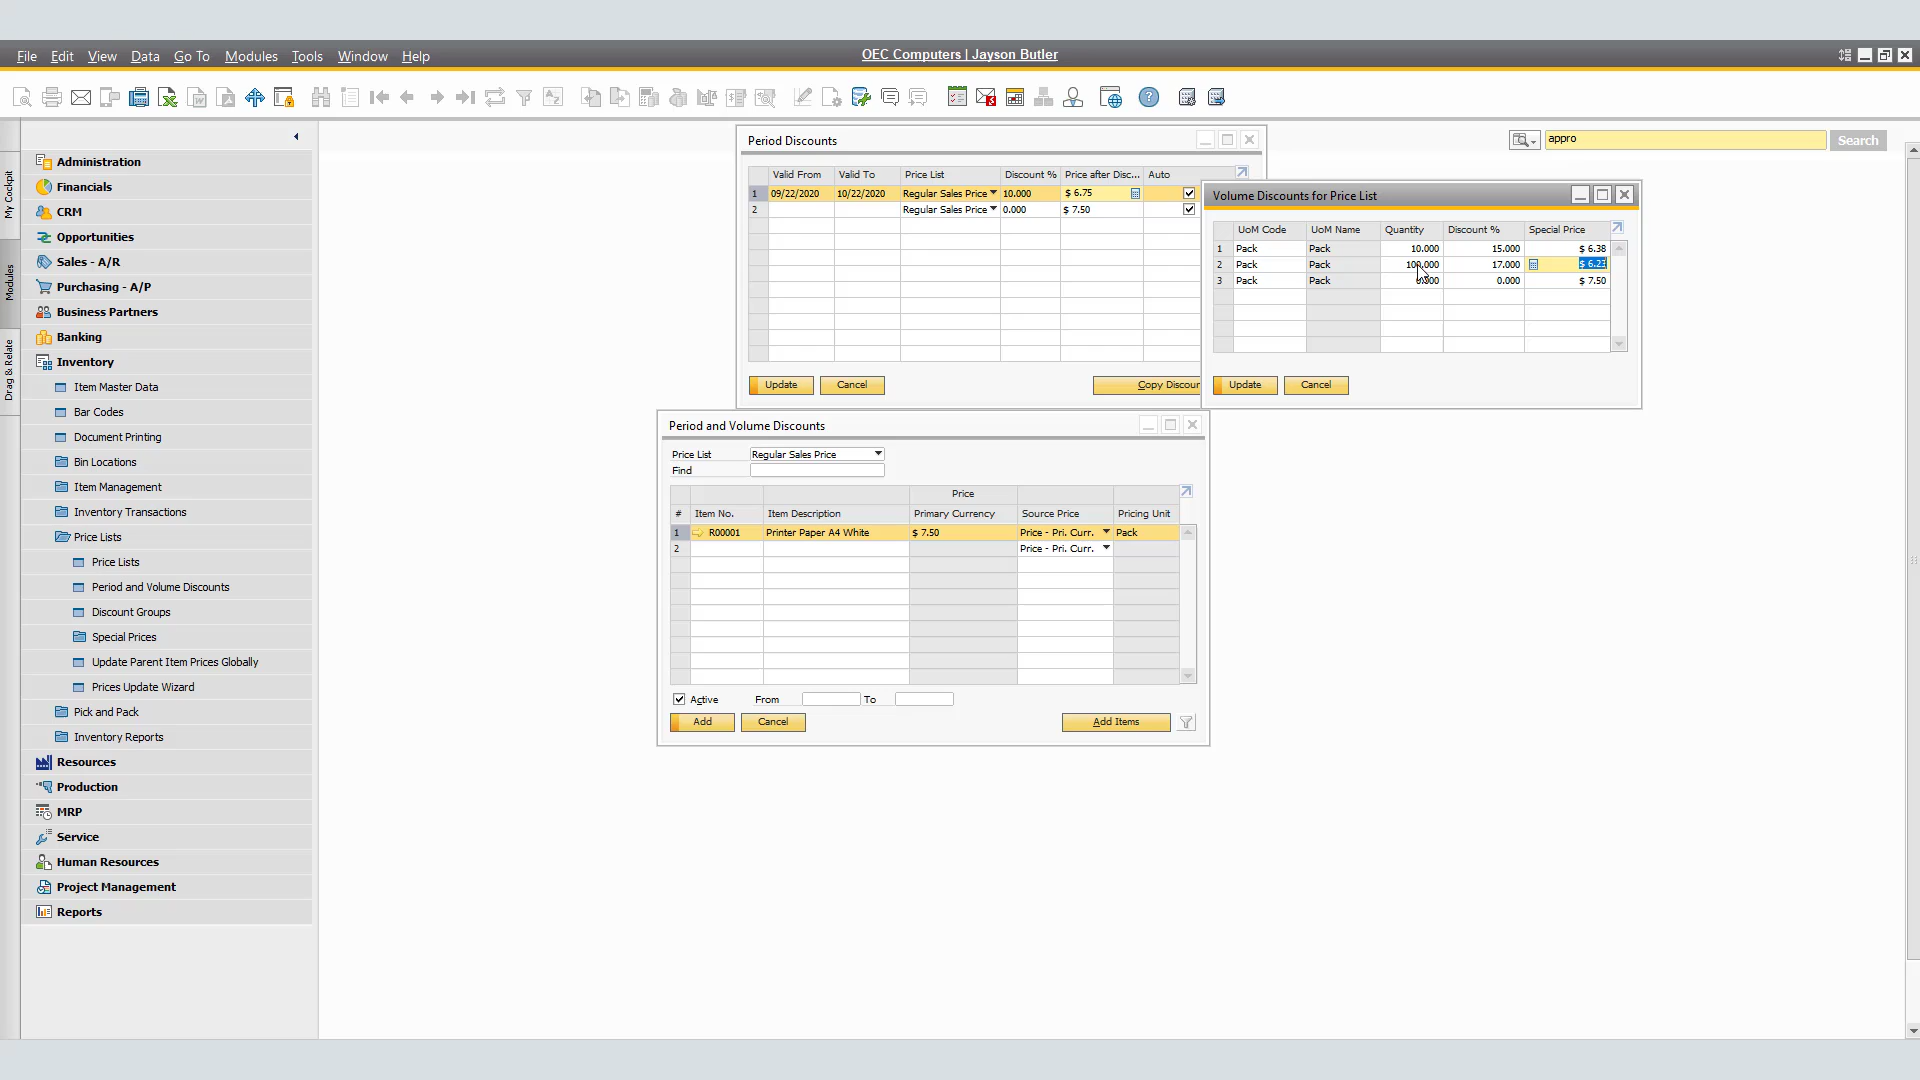 File Edit View Data Go To Modules Tools Window Help
OEC Computers | Jayson Butler
appro
Search
My Cockpit
Modules
Drag & Relate
Administration
Financials
CRM
Opportunities
Sales - A/R
Purchasing - A/P
Business Partners
Banking
Inventory
Item Master Data
Bar Codes
Document Printing
Bin Locations
Item Management
Inventory Transactions
Price Lists
Price Lists
Period and Volume Discounts
Discount Groups
Special Prices
Update Parent Item Prices Globally
Prices Update Wizard
Pick and Pack
Inventory Reports
Resources
Production
MRP
Service
Human Resources
Project Management
Reports
Period Discounts
Valid From Valid To Price List Discount % Price after Disc... Auto
1 09/22/2020 10/22/2020 Regular Sales Price 10.000 $ 6.75
2 Regular Sales Price 0.000 $ 7.50
Update Cancel Copy Discoun
Volume Discounts for Price List
UoM Code UoM Name Quantity Discount % Special Price
1 Pack Pack 10.000 15.000 $ 6.38
2 Pack Pack 100.000 17.000 $ 6.23
3 Pack Pack 0.000 0.000 $ 7.50
Update Cancel
Period and Volume Discounts
Price List Regular Sales Price
Find
Price
# Item No. Item Description Primary Currency Source Price Pricing Unit
1 R00001 Printer Paper A4 White $ 7.50 Price - Pri. Curr. Pack
2 Price - Pri. Curr.
Active From To
Add Cancel Add Items